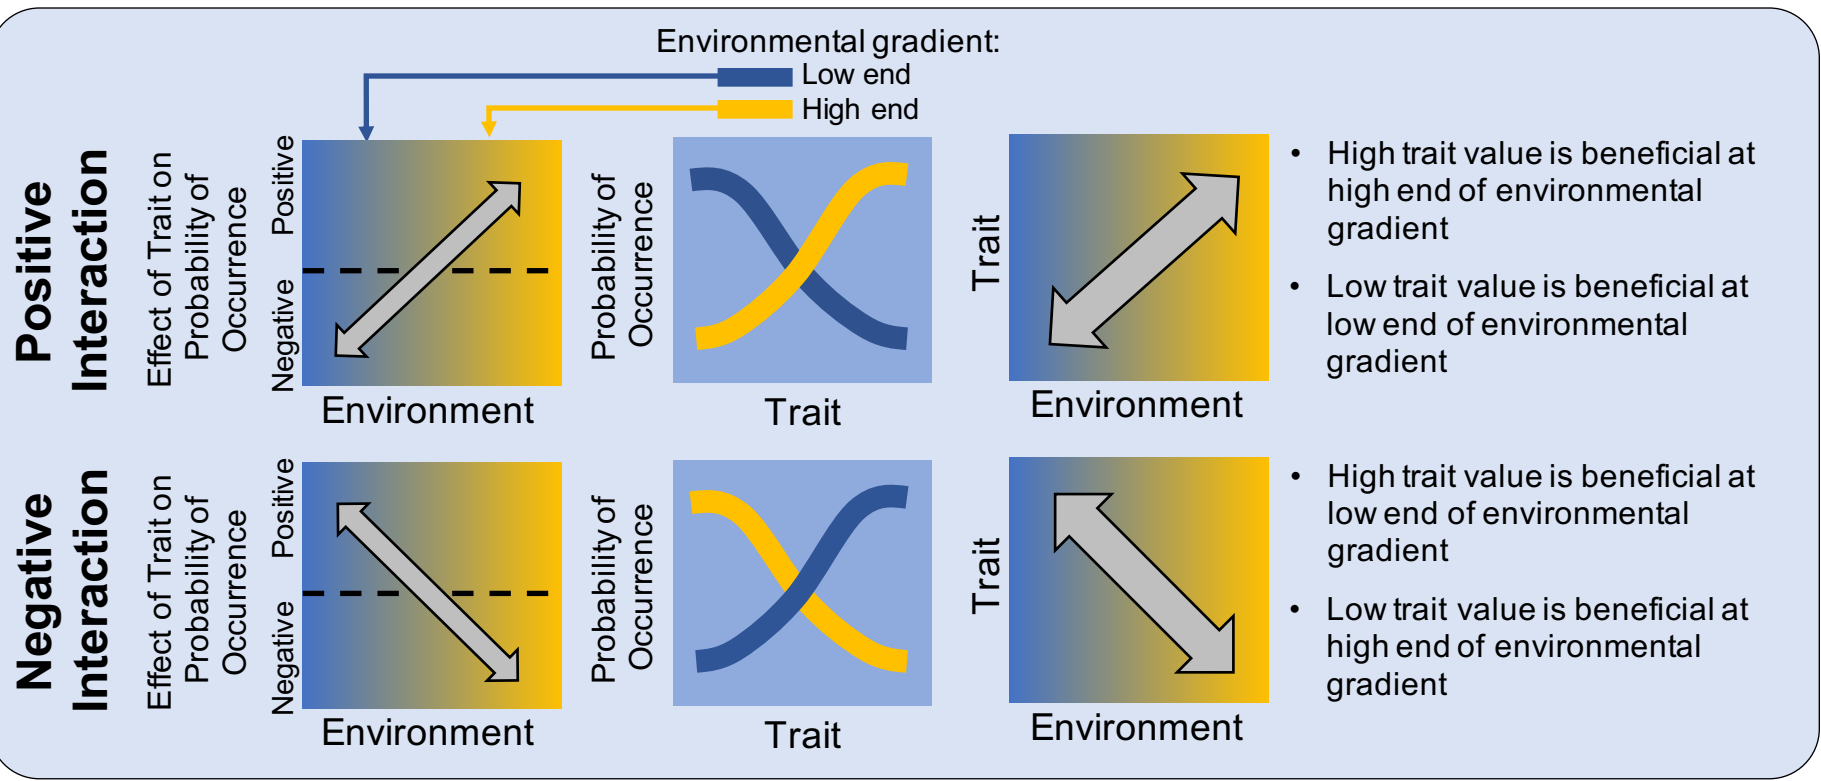 Environmental gradient:
Low end
High end
Positive
Interaction
Effect of Trait on
Probability of
Occurrence
Negative
Positive
Environment
Probability of
Occurrence
Trait
Trait
Environment
• High trait value is beneficial at
high end of environmental
gradient
• Low trait value is beneficial at
low end of environmental
gradient
Negative
Interaction
Effect of Trait on
Probability of
Occurrence
Negative
Positive
Environment
Probability of
Occurrence
Trait
Trait
Environment
• High trait value is beneficial at
low end of environmental
gradient
• Low trait value is beneficial at
high end of environmental
gradient